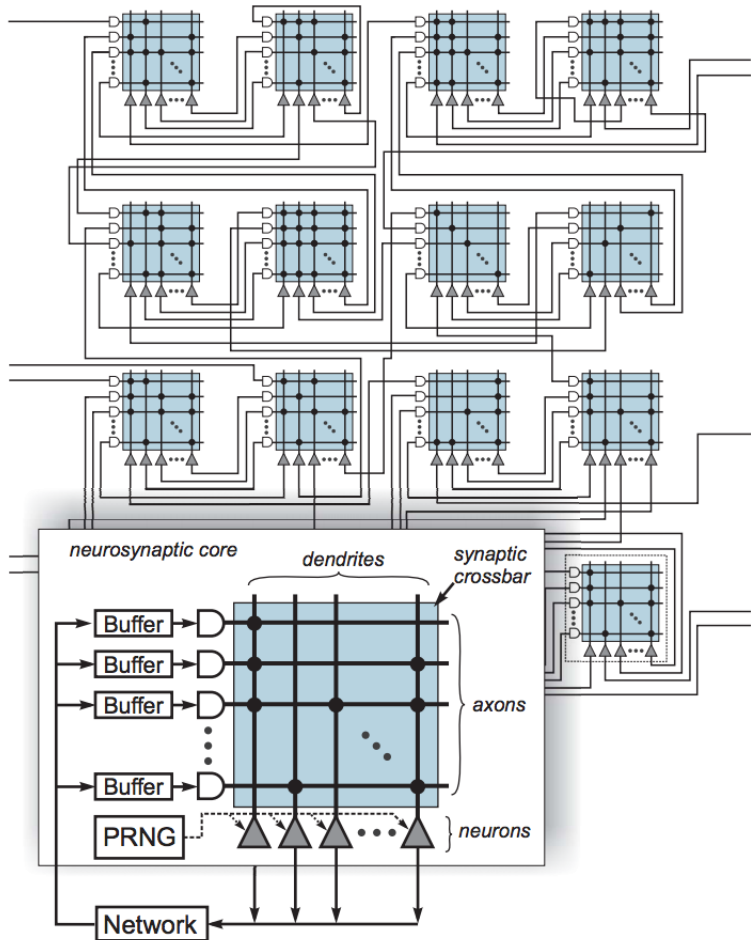 neurosynaptic core
dendrites
synaptic
crossbar
Buffer
Buffer
Buffer
axons
Buffer
PRNG
neurons
Network